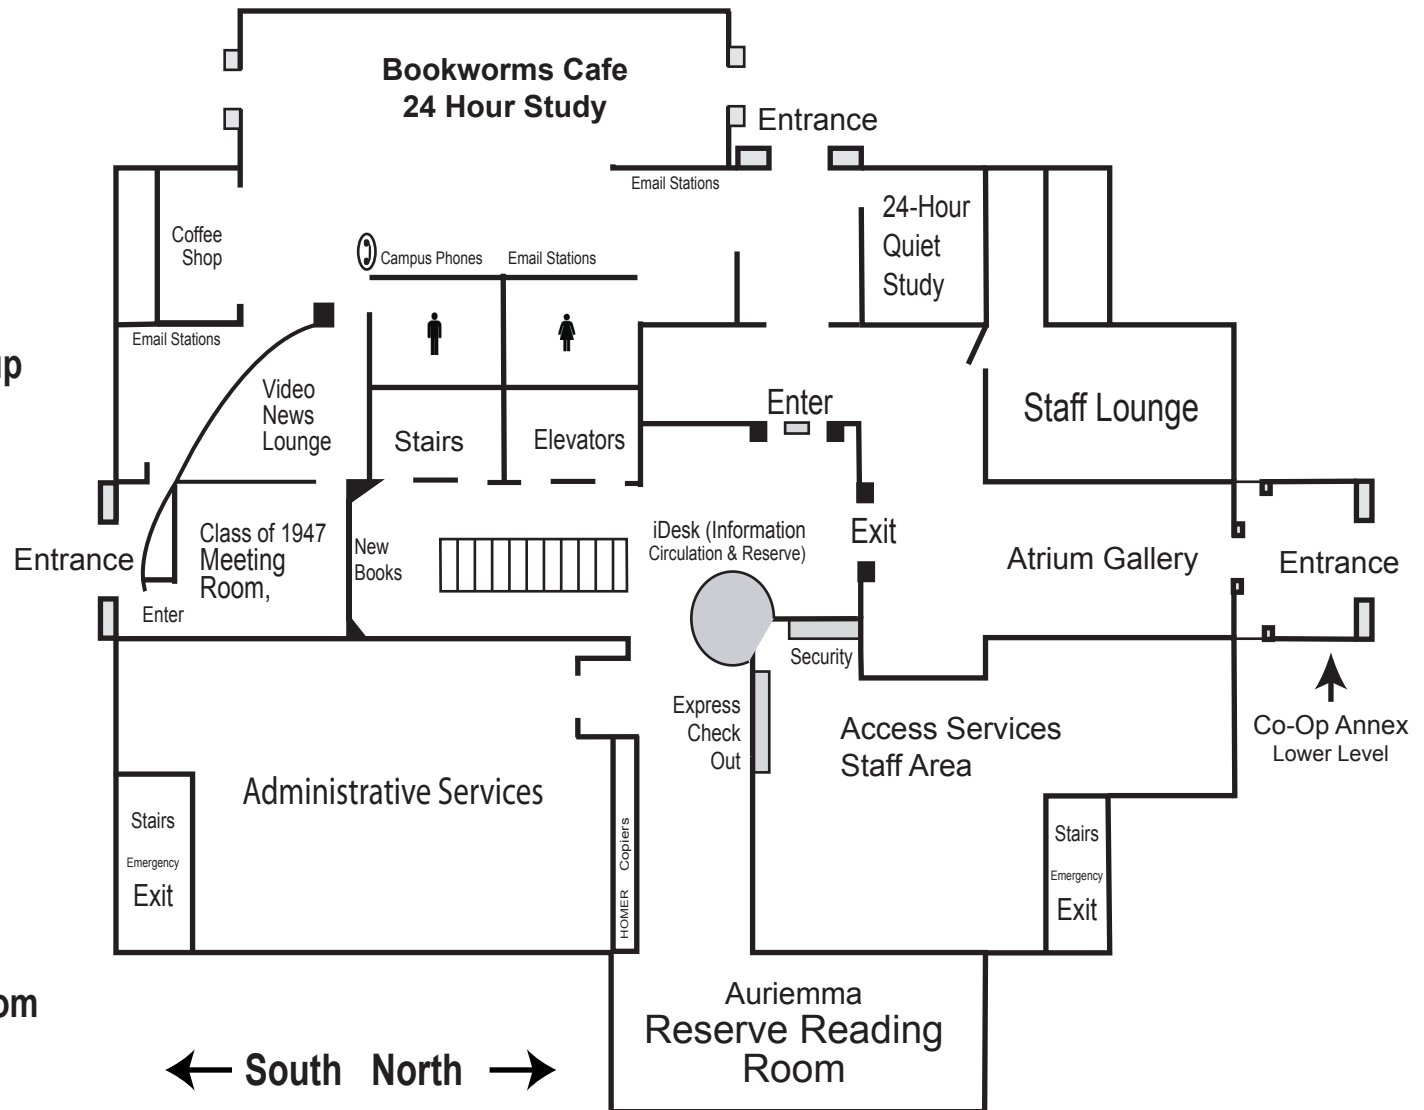 Bookworms Cafe
24 Hour Study
Entrance
Email Stations
24-Hour
Quiet
Study
Coffee
Shop
Campus Phones
Email Stations
Email Stations
up
Video
News
Lounge
Stairs
Elevators
Enter
Staff Lounge
Entrance
Enter
Class of 1947
Meeting
Room,
New
Books
iDesk (Information
Circulation & Reserve)
Exit
Atrium Gallery
Entrance
Security
Express
Check
Out
Access Services
Staff Area
Co-Op Annex
Lower Level
Administrative Services
Stairs
Emergency
Exit
HOMER Copiers
Stairs
Emergency
Exit
om
Auriemma
Reserve Reading
Room
South North